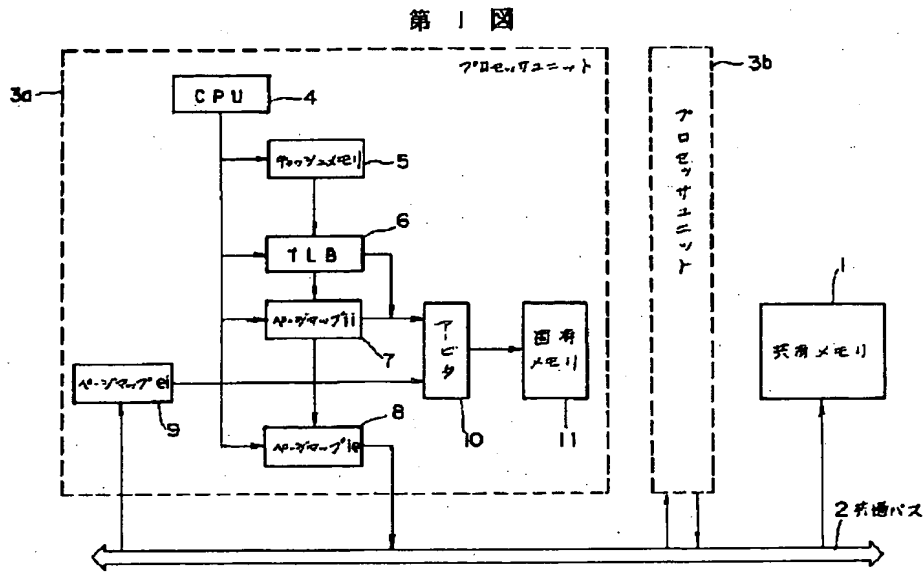 第 1 図
プロセッサユニット
3a
3b
CPU
4
キャッシュメモリ
5
6
TLB
プロセッサユニット
1
ページマップii
7
アービタ
10
固有
メモリ
11
共有メモリ
ページマップei
9
8
ページマップie
2 共通バス